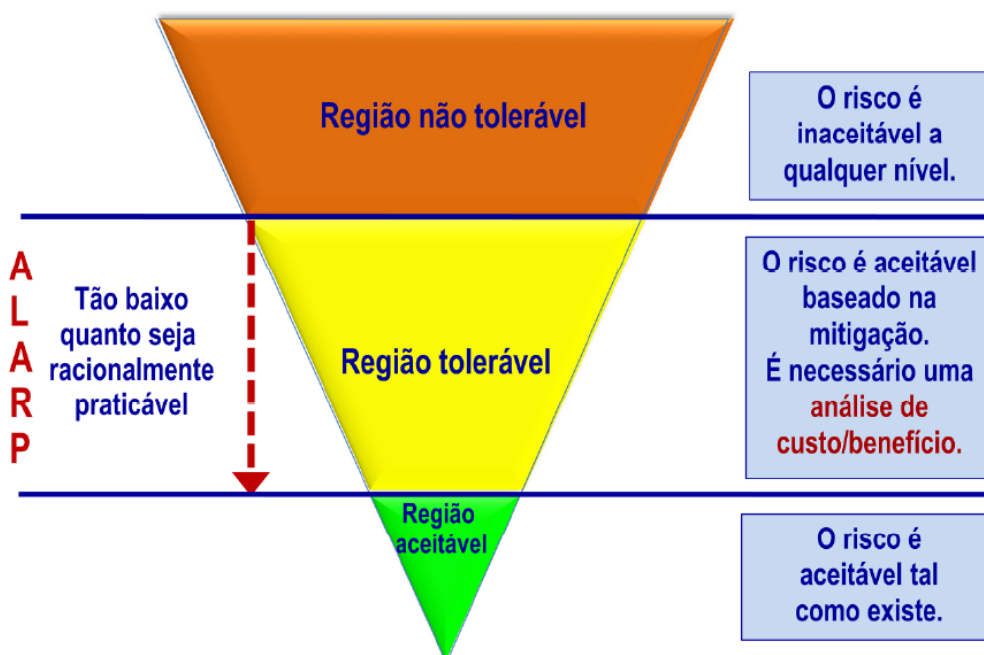 Região não tolerável
O risco é
inaceitável a
qualquer nível.
ALARP
Tão baixo
quanto seja
racionalmente
praticável
Região tolerável
O risco é aceitável
baseado na
mitigação.
É necessário uma
análise de
custo/benefício.
Região
aceitável
O risco é
aceitável tal
como existe.